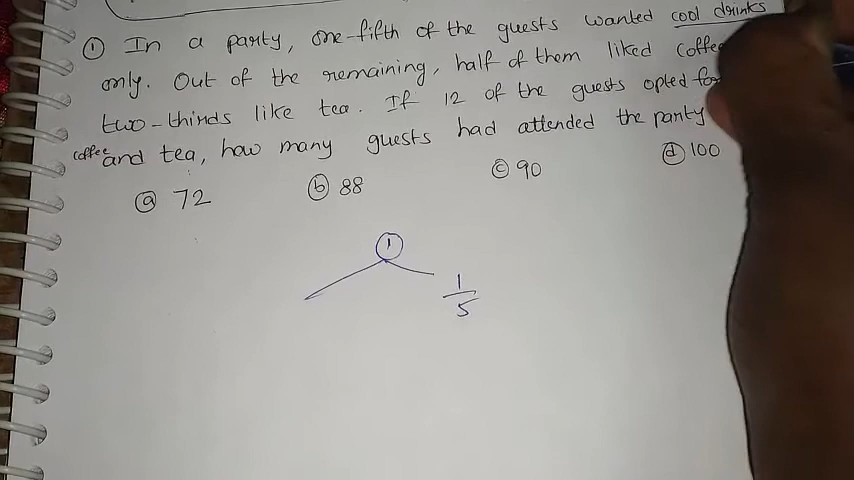 ① In a party, one-fifth of the guests wanted cool drinks
only. Out of the remaining, half of them liked Coffee
two-thirds like tea. If 12 of the guests opted for
coffee and tea, how many guests had attended the party
ⓐ 72 ⓑ 88 ⓒ 90 ⓓ 100
1
1/5